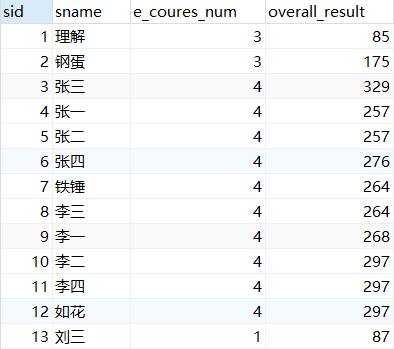 sid sname e_coures_num overall_result
1 理解 3 85
2 钢蛋 3 175
3 张三 4 329
4 张一 4 257
5 张二 4 257
6 张四 4 276
7 铁锤 4 264
8 李三 4 264
9 李一 4 268
10 李二 4 297
11 李四 4 297
12 如花 4 297
13 刘三 1 87